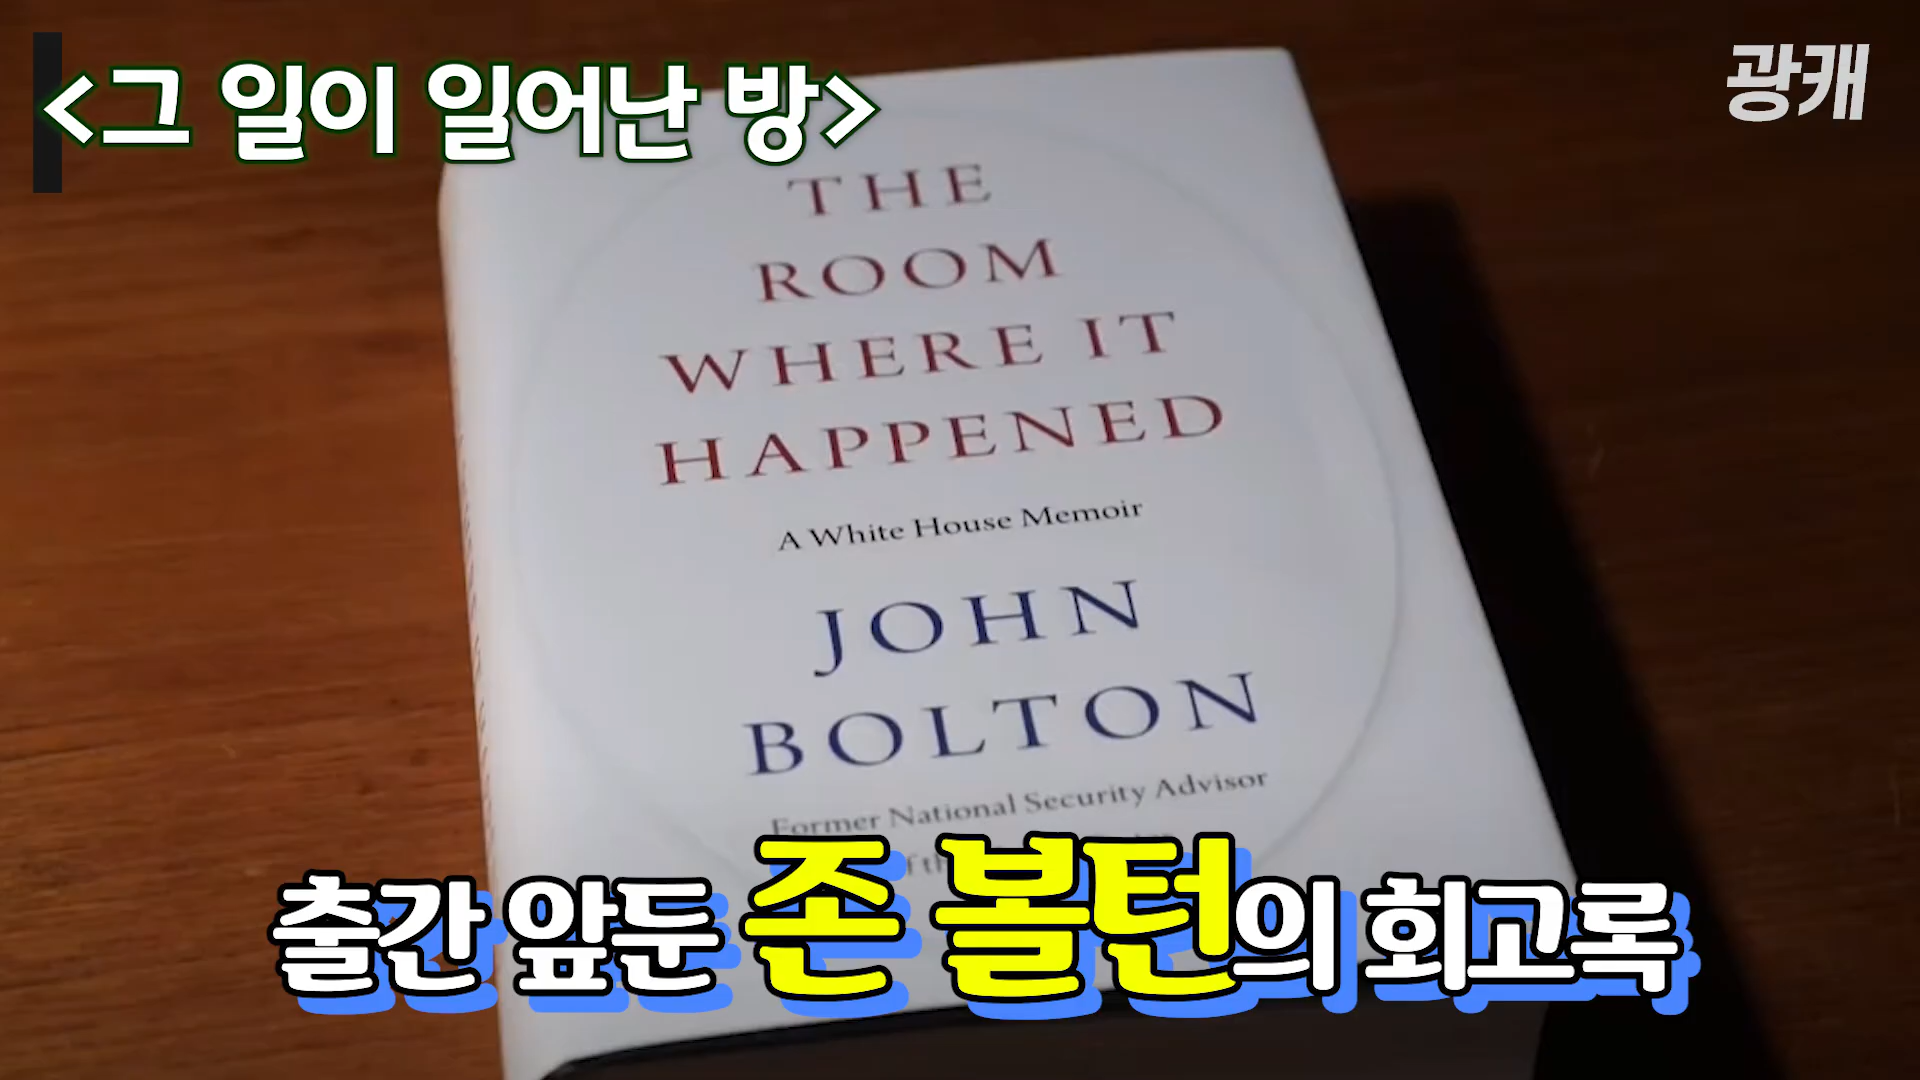 <그 일이 일어난 방>
광캐
THE
ROOM
WHERE IT
HAPPENED
A White House Memoir
JOHN
BOLTON
Former National Security Advisor
출간 앞둔 존 볼턴의 회고록